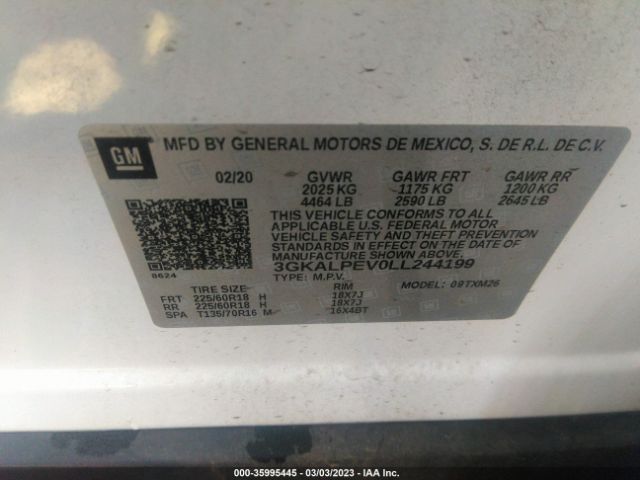 GM
MFD BY GENERAL MOTORS DE MEXICO, S. DE R.L. DE C.V.
02/20 GVWR GAWR FRT GAWR RR
2025 KG 1175 KG 1200 KG
4464 LB 2590 LB 2645 LB
THIS VEHICLE CONFORMS TO ALL
APPLICABLE U.S. FEDERAL MOTOR
VEHICLE SAFETY AND THEFT PREVENTION
STANDARDS IN EFFECT ON THE DATE OF
MANUFACTURE SHOWN ABOVE.
3GKALPEV0LL244199
8624
TYPE: M.P.V. MODEL: 09TXM26
TIRE SIZE RIM
FRT 225/60R18 H 18X7J
RR 225/60R18 H 18X7J
SPA T135/70R16 M 16X4BT
000-35995445 - 03/03/2023 - IAA Inc.